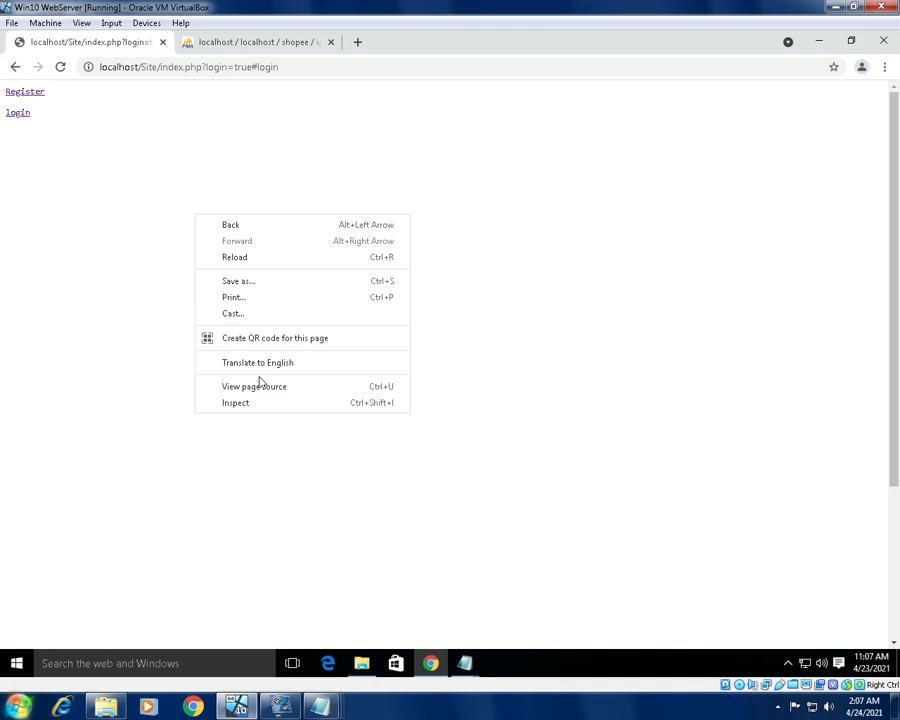 Win10 WebServer [Running] - Oracle VM VirtualBox
File Machine View Input Devices Help
localhost/Site/index.php?login=t
localhost / localhost / shopee / u
localhost/Site/index.php?login=true#login
Register
login
Back Alt+Left Arrow
Forward Alt+Right Arrow
Reload Ctrl+R
Save as... Ctrl+S
Print... Ctrl+P
Cast...
Create QR code for this page
Translate to English
View page source Ctrl+U
Inspect Ctrl+Shift+I
Search the web and Windows
11:07 AM
4/23/2021
Right Ctrl
2:07 AM
4/24/2021